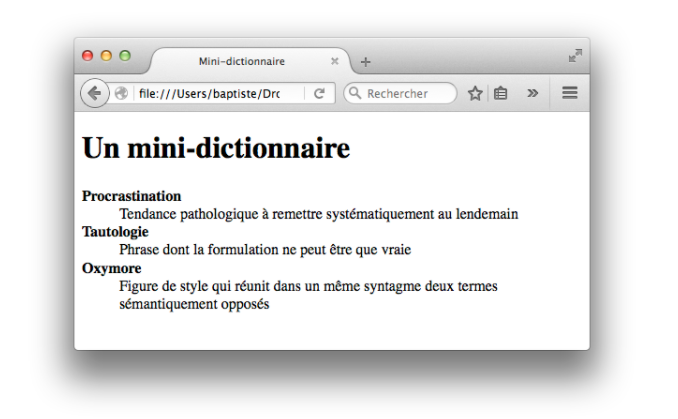 Mini-dictionnaire
file:///Users/baptiste/Dro
Rechercher
Un mini-dictionnaire
Procrastination
Tendance pathologique à remettre systématiquement au lendemain
Tautologie
Phrase dont la formulation ne peut être que vraie
Oxymore
Figure de style qui réunit dans un même syntagme deux termes
sémantiquement opposés